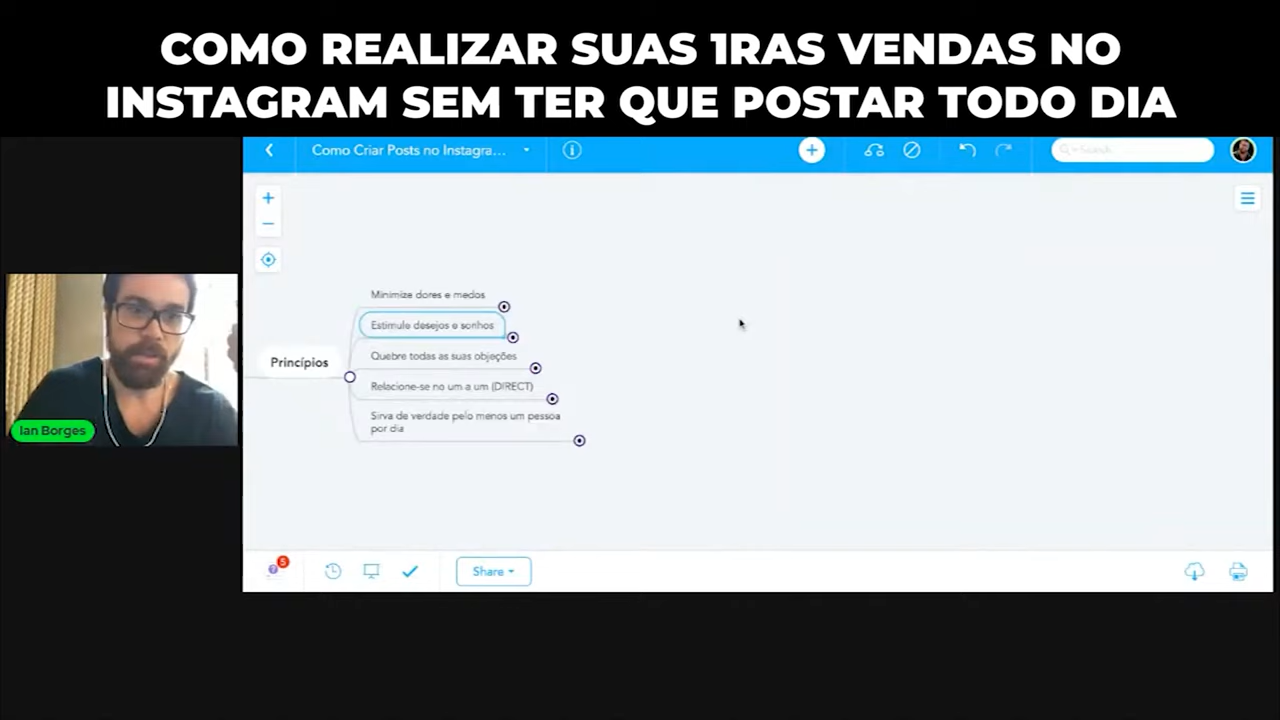 COMO REALIZAR SUAS 1RAS VENDAS NO
INSTAGRAM SEM TER QUE POSTAR TODO DIA
Como Criar Posts no Instagra...
Search...
Minimize dores e medos
Estimule desejos e sonhos
Quebre todas as suas objeções
Princípios
Relacione-se no um a um (DIRECT)
Sirva de verdade pelo menos um pessoa
por dia
Ian Borges
5
Share